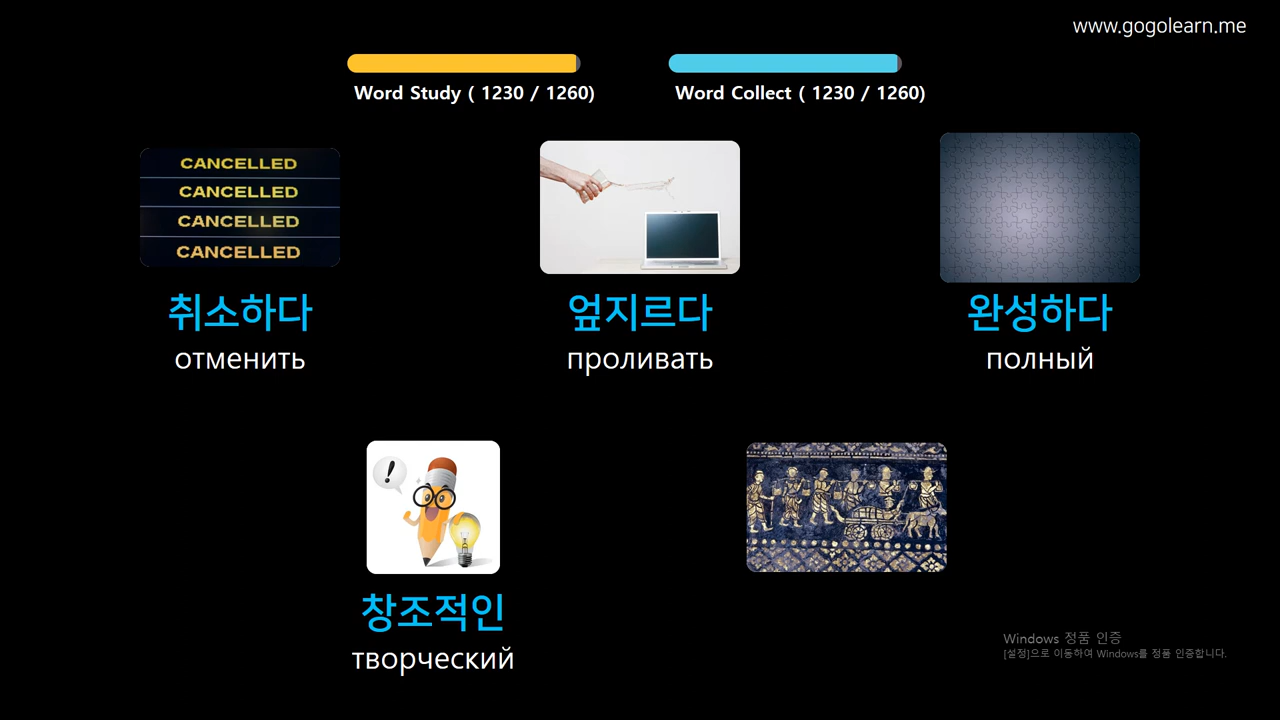 www.gogolearn.me
Word Study ( 1230 / 1260)
Word Collect ( 1230 / 1260)
CANCELLED
CANCELLED
CANCELLED
CANCELLED
취소하다
отменить
엎지르다
проливать
완성하다
полный
!
창조적인
творческий
Windows 정품 인증
[설정]으로 이동하여 Windows를 정품 인증합니다.